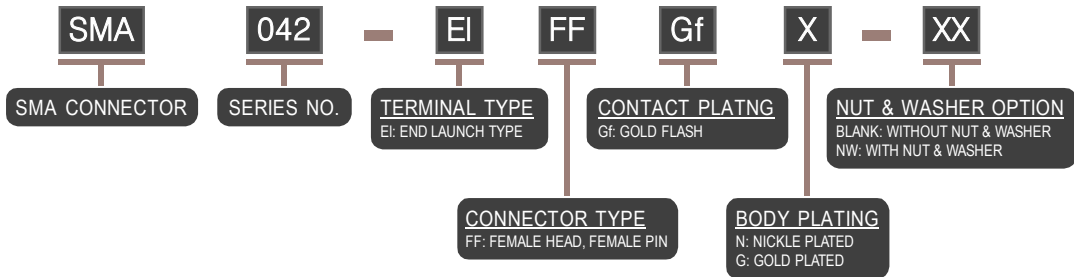 SMA 042 - EI FF Gf X - XX
SMA CONNECTOR
SERIES NO.
TERMINAL TYPE
EI: END LAUNCH TYPE
CONTACT PLATNG
Gf: GOLD FLASH
NUT & WASHER OPTION
BLANK: WITHOUT NUT & WASHER
NW: WITH NUT & WASHER
CONNECTOR TYPE
FF: FEMALE HEAD, FEMALE PIN
BODY PLATING
N: NICKLE PLATED
G: GOLD PLATED